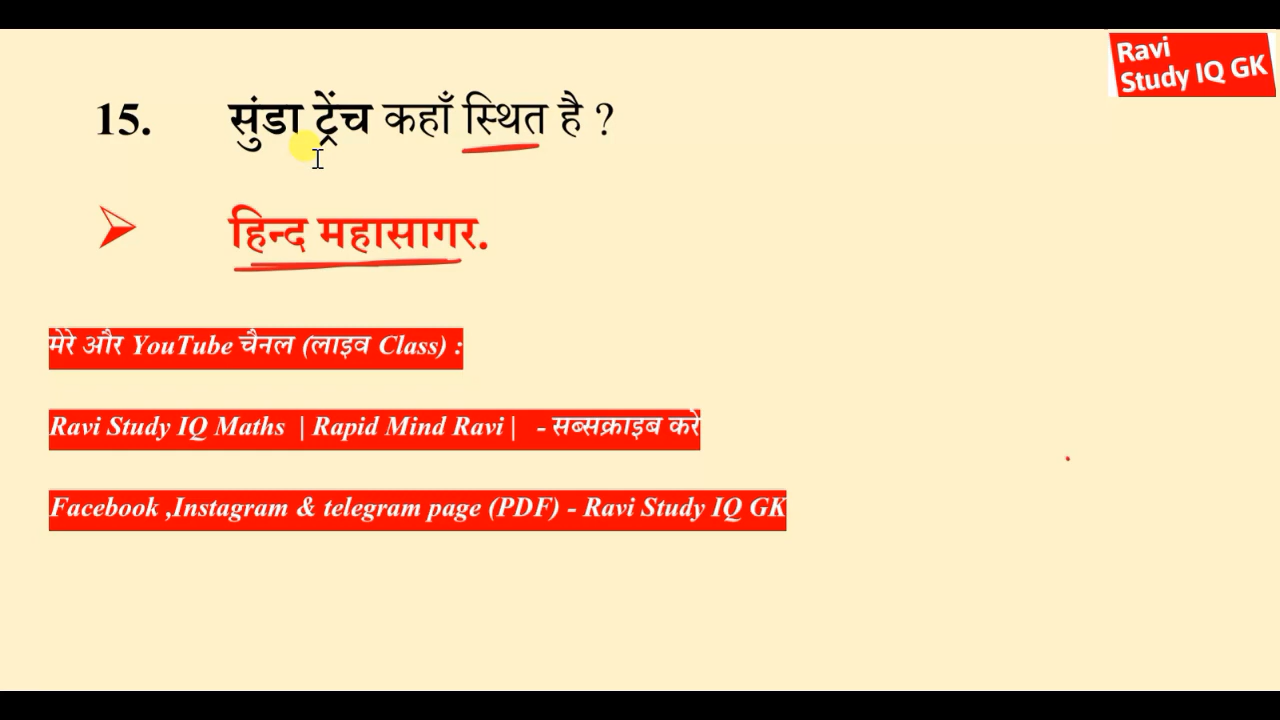 Ravi
Study IQ GK
15. सुंडा ट्रेंच कहाँ स्थित है ?
हिन्द महासागर.
मेरे और YouTube चैनल (लाइव Class) :
Ravi Study IQ Maths | Rapid Mind Ravi | - सब्सक्राइब करे
Facebook ,Instagram & telegram page (PDF) - Ravi Study IQ GK